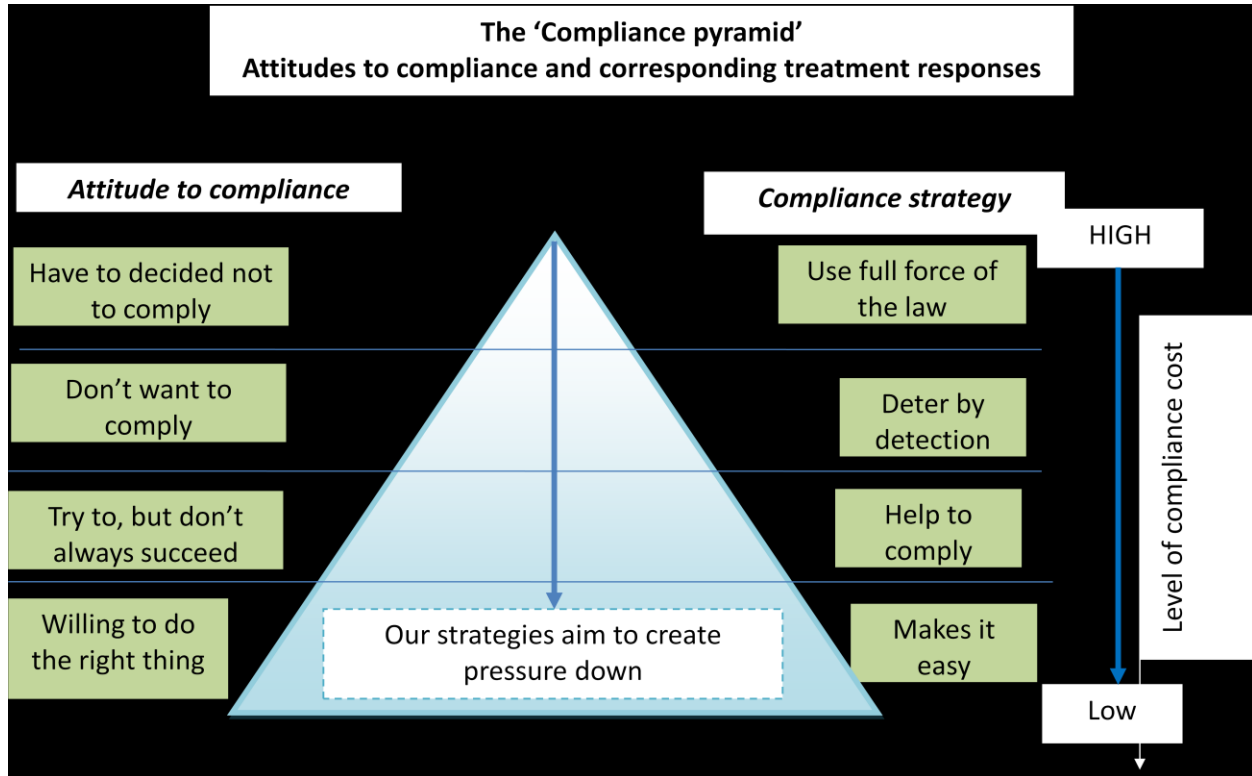 The ‘Compliance pyramid’
Attitudes to compliance and corresponding treatment responses
Attitude to compliance
Compliance strategy
HIGH
Have to decided not
to comply
Use full force of
the law
Don’t want to
comply
Deter by
detection
Try to, but don’t
always succeed
Help to
comply
Willing to do
the right thing
Our strategies aim to create
pressure down
Makes it
easy
Level of compliance cost
Low